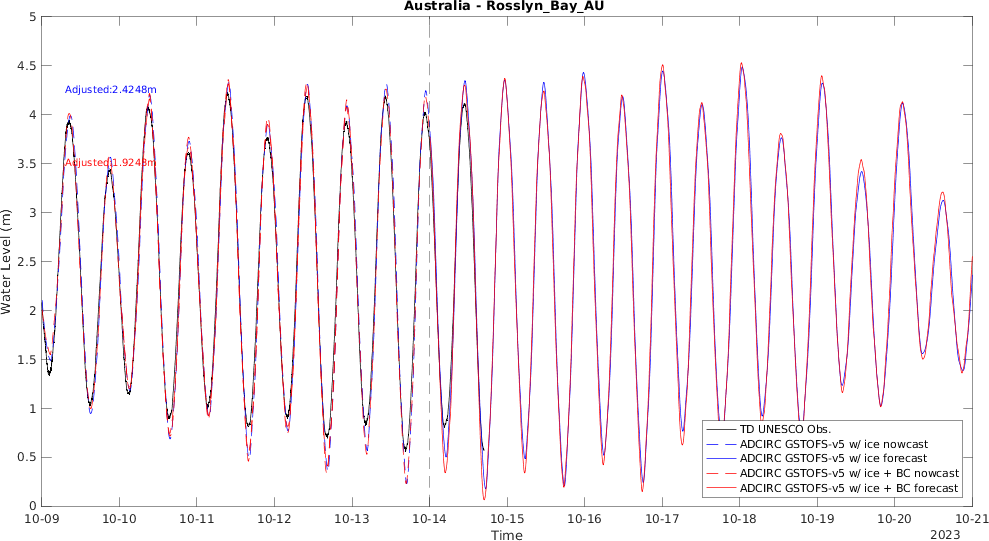 Australia - Rosslyn_Bay_AU
5
4.5
4
3.5
3
2.5
2
1.5
1
0.5
0
Water Level (m)
Adjusted:2.4248m
Adjusted:1.9248m
TD UNESCO Obs.
ADCIRC GSTOFS-v5 w/ ice nowcast
ADCIRC GSTOFS-v5 w/ ice forecast
ADCIRC GSTOFS-v5 w/ ice + BC nowcast
ADCIRC GSTOFS-v5 w/ ice + BC forecast
10-09 10-10 10-11 10-12 10-13 10-14 10-15 10-16 10-17 10-18 10-19 10-20 10-21
Time
2023